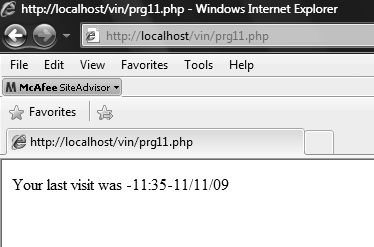 http://localhost/vin/prg11.php - Windows Internet Explorer
http://localhost/vin/prg11.php
File Edit View Favorites Tools Help
M McAfee SiteAdvisor
Favorites
http://localhost/vin/prg11.php
Your last visit was -11:35-11/11/09